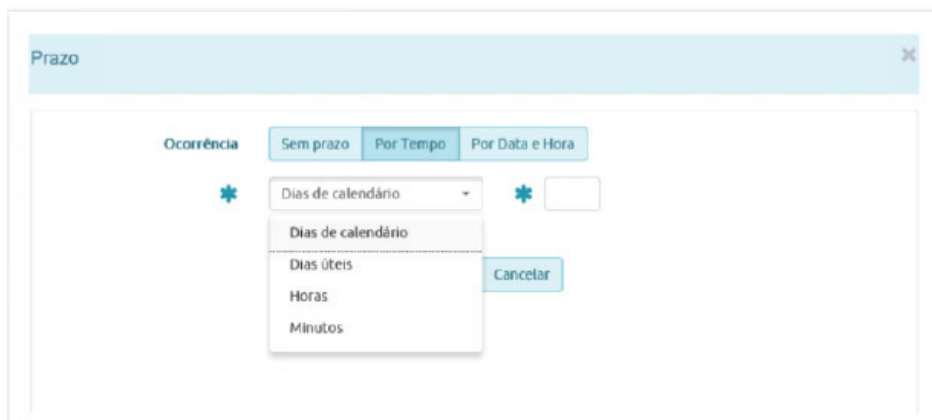 Prazo ×
Ocorrência Sem prazo Por Tempo Por Data e Hora
✱ Dias de calendário ✱
Dias de calendário
Dias úteis
Cancelar
Horas
Minutos